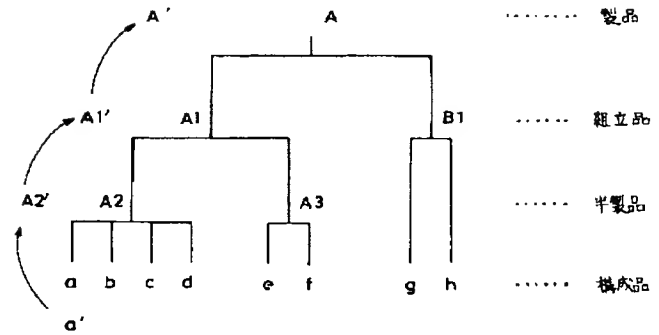 A' A ...... 製品
A1' A1 B1 ...... 組立品
A2' A2 A3 ...... 半製品
a b c d e f g h ...... 構成品
a'